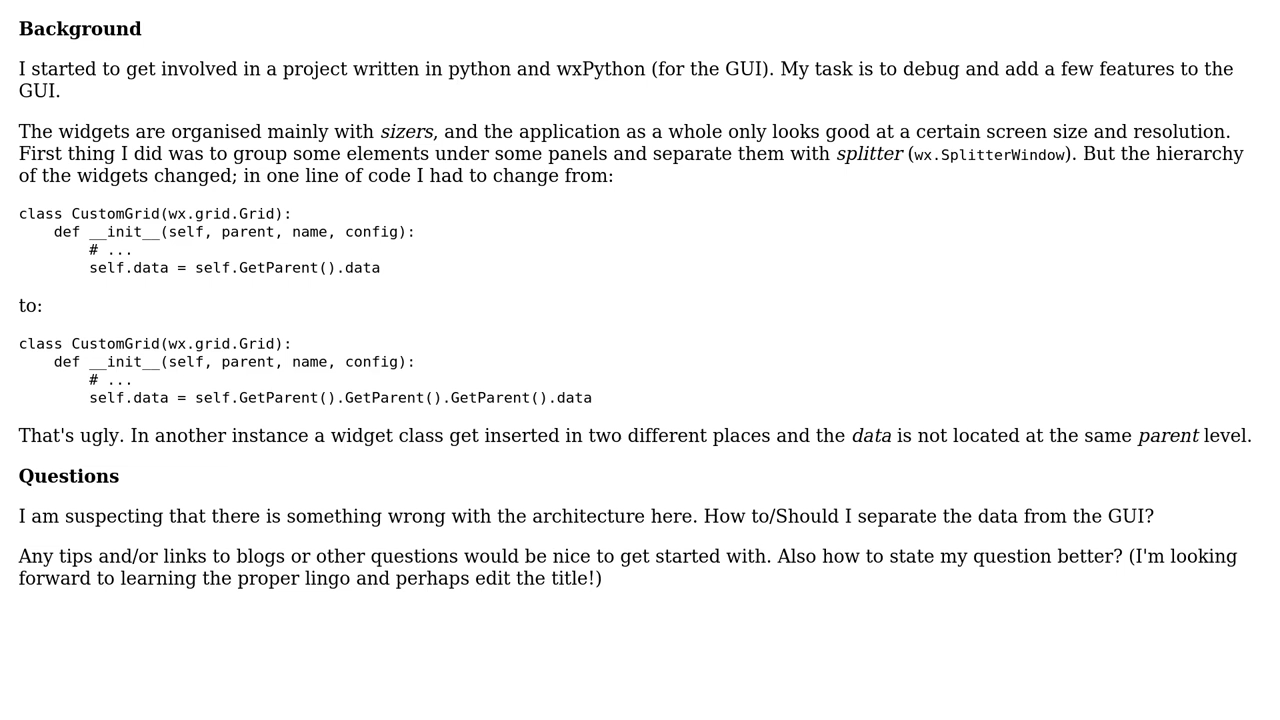 Background
I started to get involved in a project written in python and wxPython (for the GUI). My task is to debug and add a few features to the
GUI.
The widgets are organised mainly with sizers, and the application as a whole only looks good at a certain screen size and resolution.
First thing I did was to group some elements under some panels and separate them with splitter (wx.SplitterWindow). But the hierarchy
of the widgets changed; in one line of code I had to change from:
class CustomGrid(wx.grid.Grid):
    def __init__(self, parent, name, config):
        # ...
        self.data = self.GetParent().data
to:
class CustomGrid(wx.grid.Grid):
    def __init__(self, parent, name, config):
        # ...
        self.data = self.GetParent().GetParent().GetParent().data
That's ugly. In another instance a widget class get inserted in two different places and the data is not located at the same parent level.
Questions
I am suspecting that there is something wrong with the architecture here. How to/Should I separate the data from the GUI?
Any tips and/or links to blogs or other questions would be nice to get started with. Also how to state my question better? (I'm looking
forward to learning the proper lingo and perhaps edit the title!)